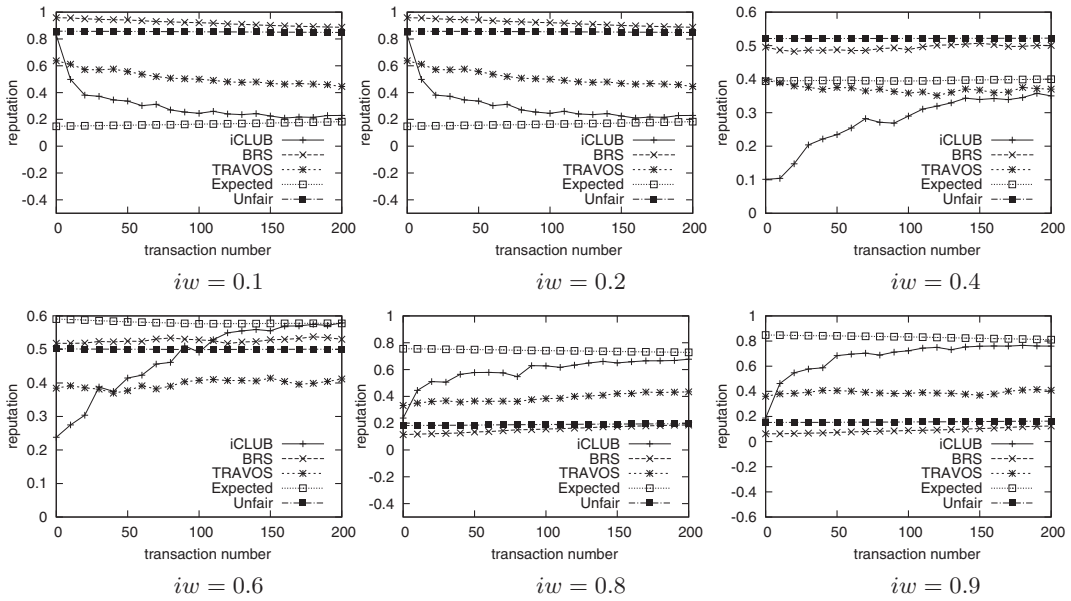 1
0.8
0.6
0.4
0.2
0
-0.2
-0.4
reputation
0 50 100 150 200
transaction number
iCLUB
BRS
TRAVOS
Expected
Unfair
iw = 0.1
1
0.8
0.6
0.4
0.2
0
-0.2
-0.4
reputation
0 50 100 150 200
transaction number
iCLUB
BRS
TRAVOS
Expected
Unfair
iw = 0.2
0.6
0.5
0.4
0.3
0.2
0.1
0
reputation
0 50 100 150 200
transaction number
iCLUB
BRS
TRAVOS
Expected
Unfair
iw = 0.4
0.6
0.5
0.4
0.3
0.2
0.1
0
reputation
0 50 100 150 200
transaction number
iCLUB
BRS
TRAVOS
Expected
Unfair
iw = 0.6
1
0.8
0.6
0.4
0.2
0
-0.2
-0.4
reputation
0 50 100 150 200
transaction number
iCLUB
BRS
TRAVOS
Expected
Unfair
iw = 0.8
1
0.8
0.6
0.4
0.2
0
-0.2
-0.4
-0.6
reputation
0 50 100 150 200
transaction number
iCLUB
BRS
TRAVOS
Expected
Unfair
iw = 0.9